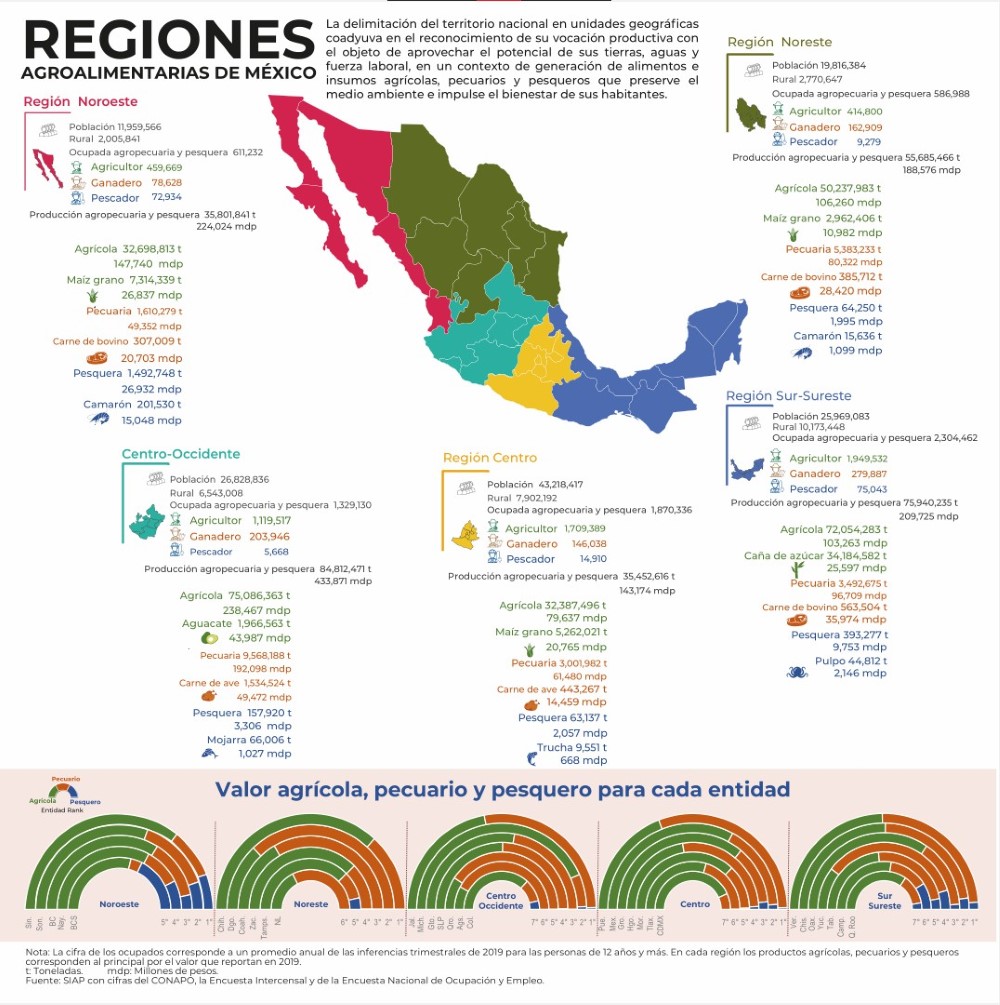 REGIONES
AGROALIMENTARIAS DE MÉXICO
La delimitación del territorio nacional en unidades geográficas
coadyuva en el reconocimiento de su vocación productiva con
el objeto de aprovechar el potencial de sus tierras, aguas y
fuerza laboral, en un contexto de generación de alimentos e
insumos agrícolas, pecuarios y pesqueros que preserve el
medio ambiente e impulse el bienestar de sus habitantes.
Región Noroeste
Población 11,959,566
Rural 2,005,841
Ocupada agropecuaria y pesquera 611,232
Agricultor 459,669
Ganadero 78,628
Pescador 72,934
Producción agropecuaria y pesquera 35,801,841 t
224,024 mdp
Agrícola 32,698,813 t
147,740 mdp
Maíz grano 7,314,339 t
26,837 mdp
Pecuaria 1,610,279 t
49,352 mdp
Carne de bovino 307,009 t
20,703 mdp
Pesquera 1,492,748 t
26,932 mdp
Camarón 201,530 t
15,048 mdp
Región Noreste
Población 19,816,384
Rural 2,770,647
Ocupada agropecuaria y pesquera 586,988
Agricultor 414,800
Ganadero 162,909
Pescador 9,279
Producción agropecuaria y pesquera 55,685,466 t
188,576 mdp
Agrícola 50,237,983 t
106,260 mdp
Maíz grano 2,962,406 t
10,982 mdp
Pecuaria 5,383,233 t
80,322 mdp
Carne de bovino 385,712 t
28,420 mdp
Pesquera 64,250 t
1,995 mdp
Camarón 15,636 t
1,099 mdp
Centro-Occidente
Población 26,828,836
Rural 6,543,008
Ocupada agropecuaria y pesquera 1,329,130
Agricultor 1,119,517
Ganadero 203,946
Pescador 5,668
Producción agropecuaria y pesquera 84,812,471 t
433,871 mdp
Agrícola 75,086,363 t
238,467 mdp
Aguacate 1,966,563 t
43,987 mdp
Pecuaria 9,568,188 t
192,098 mdp
Carne de ave 1,534,524 t
49,472 mdp
Pesquera 157,920 t
3,306 mdp
Mojarra 66,006 t
1,027 mdp
Región Centro
Población 43,218,417
Rural 7,902,192
Ocupada agropecuaria y pesquera 1,870,336
Agricultor 1,709,389
Ganadero 146,038
Pescador 14,910
Producción agropecuaria y pesquera 35,452,616 t
143,174 mdp
Agrícola 32,387,496 t
79,637 mdp
Maíz grano 5,262,021 t
20,765 mdp
Pecuaria 3,001,982 t
61,480 mdp
Carne de ave 443,267 t
14,459 mdp
Pesquera 63,137 t
2,057 mdp
Trucha 9,551 t
668 mdp
Región Sur-Sureste
Población 25,969,083
Rural 10,173,448
Ocupada agropecuaria y pesquera 2,304,462
Agricultor 1,949,532
Ganadero 279,887
Pescador 75,043
Producción agropecuaria y pesquera 75,940,235 t
209,725 mdp
Agrícola 72,054,283 t
103,263 mdp
Caña de azúcar 34,184,582 t
25,597 mdp
Pecuaria 3,492,675 t
96,709 mdp
Carne de bovino 563,504 t
35,974 mdp
Pesquera 393,277 t
9,753 mdp
Pulpo 44,812 t
2,146 mdp
Valor agrícola, pecuario y pesquero para cada entidad
Pecuario
Agrícola
Pesquero
Entidad Rank
Noroeste
Sin.
Son.
BC
Nay.
BCS
5° 4° 3° 2° 1°
Noreste
Chih.
Dgo.
Coah.
Zac.
Tamps.
NL
6° 5° 4° 3° 2° 1°
Centro
Occidente
Jal.
Mich.
Gto.
SLP
Qro.
Ags.
Col.
7° 6° 5° 4° 3° 2° 1°
Centro
Pue.
Mex.
Gro.
Hgo.
Mor.
Tlax.
CDMX
7° 6° 5° 4° 3° 2° 1°
Sur
Sureste
Ver.
Chis.
Oax.
Yuc.
Tab.
Camp.
Q. Roo
7° 6° 5° 4° 3° 2° 1°
Nota: La cifra de los ocupados corresponde a un promedio anual de las inferencias trimestrales de 2019 para las personas de 12 años y más. En cada región los productos agrícolas, pecuarios y pesqueros
corresponden al principal por el valor que reportan en 2019.
t: Toneladas. mdp: Millones de pesos.
Fuente: SIAP con cifras del CONAPO, la Encuesta Intercensal y de la Encuesta Nacional de Ocupación y Empleo.